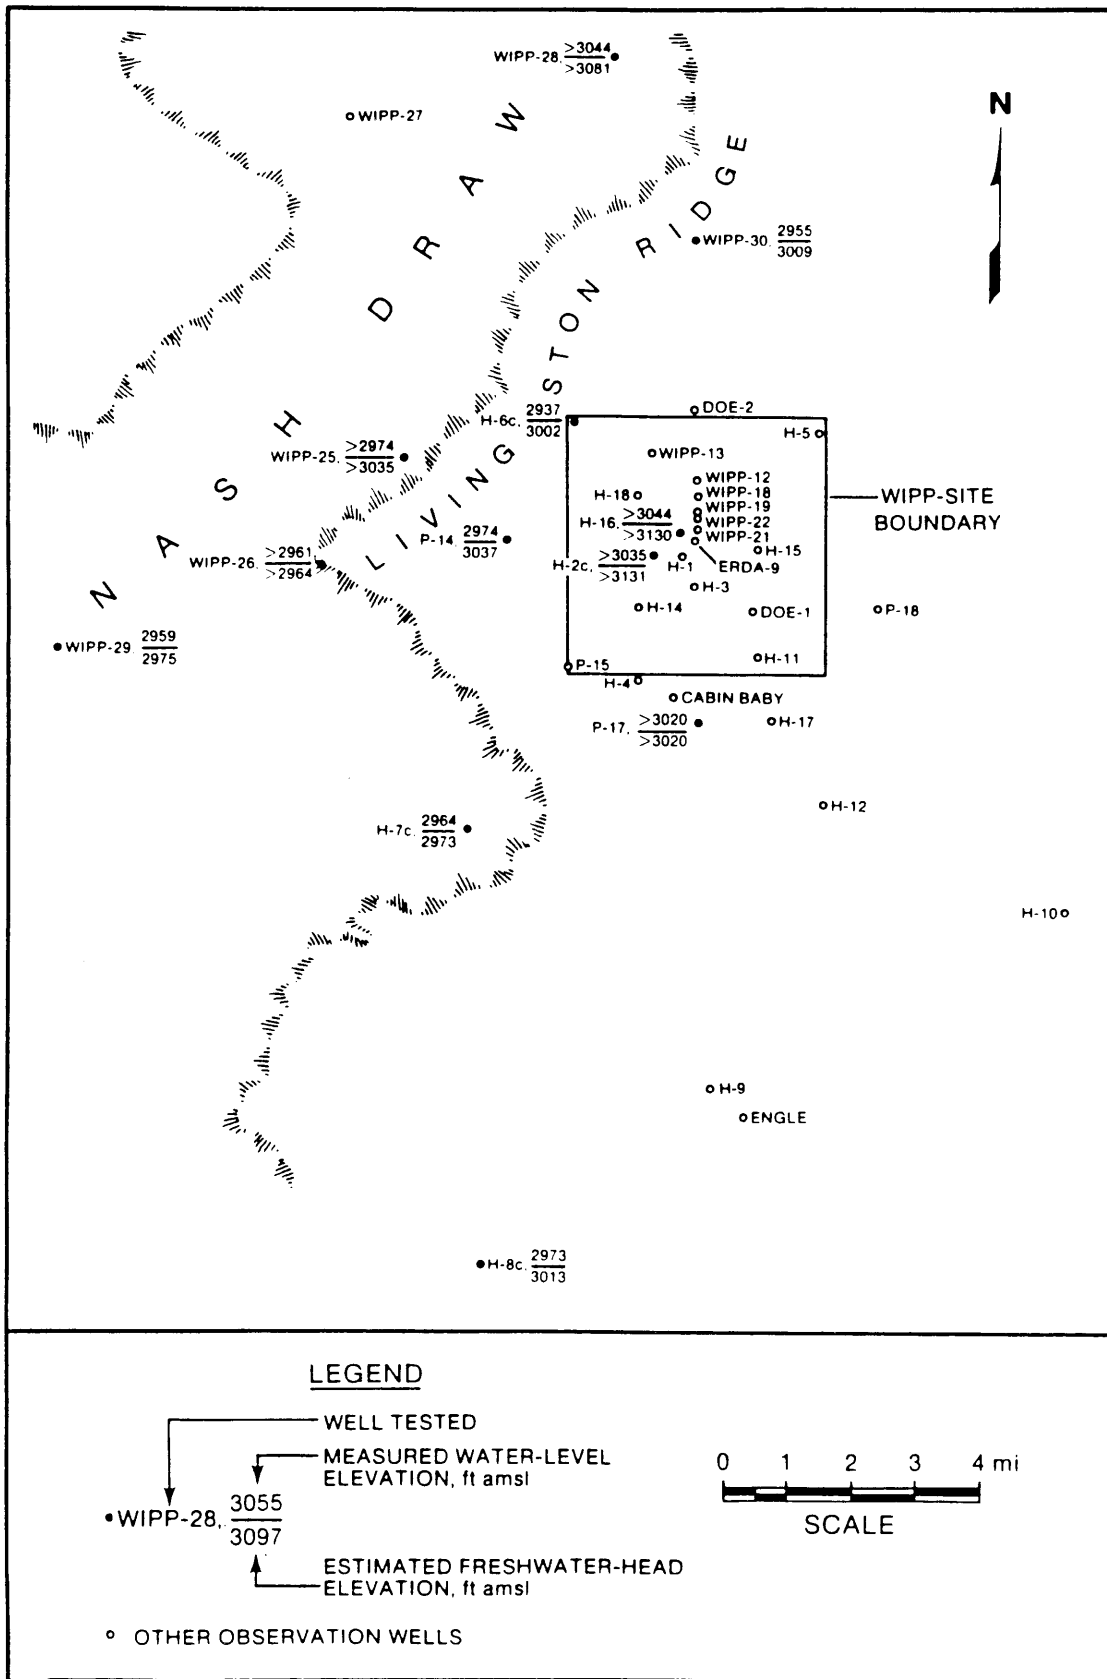 WIPP-28, >3044
>3081
WIPP-27
N
NASH DRAW
LIVINGSTON RIDGE
WIPP-30, 2955
3009
H-6c, 2937
3002
DOE-2
H-5
WIPP-25, >2974
>3035
WIPP-13
WIPP-12
WIPP-18
WIPP-19
WIPP-22
WIPP-21
H-18
WIPP-SITE
BOUNDARY
H-16, >3044
>3130
P-14, 2974
3037
H-15
WIPP-26, >2961
>2964
H-2c, >3035
>3131
H-1
ERDA-9
H-3
H-14
DOE-1
P-18
WIPP-29, 2959
2975
H-11
P-15
H-4
CABIN BABY
P-17, >3020
>3020
H-17
H-12
H-7c, 2964
2973
H-10
H-9
ENGLE
H-8c, 2973
3013
LEGEND
WELL TESTED
MEASURED WATER-LEVEL
ELEVATION, ft amsl
WIPP-28, 3055
3097
ESTIMATED FRESHWATER-HEAD
ELEVATION, ft amsl
OTHER OBSERVATION WELLS
0 1 2 3 4 mi
SCALE